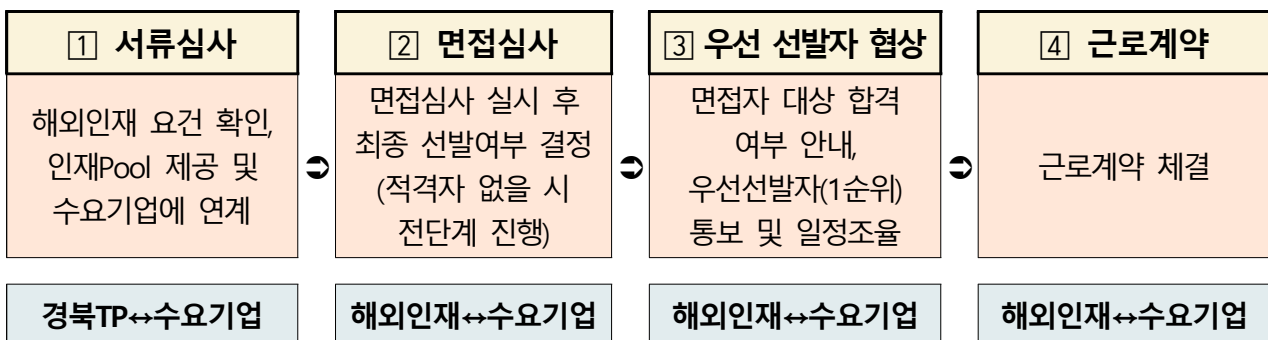 1 서류심사
해외인재 요건 확인,
인재Pool 제공 및
수요기업에 연계
경북TP↔수요기업
2 면접심사
면접심사 실시 후
최종 선발여부 결정
(적격자 없을 시
전단계 진행)
해외인재↔수요기업
3 우선 선발자 협상
면접자 대상 합격
여부 안내,
우선선발자(1순위)
통보 및 일정조율
해외인재↔수요기업
4 근로계약
근로계약 체결
해외인재↔수요기업